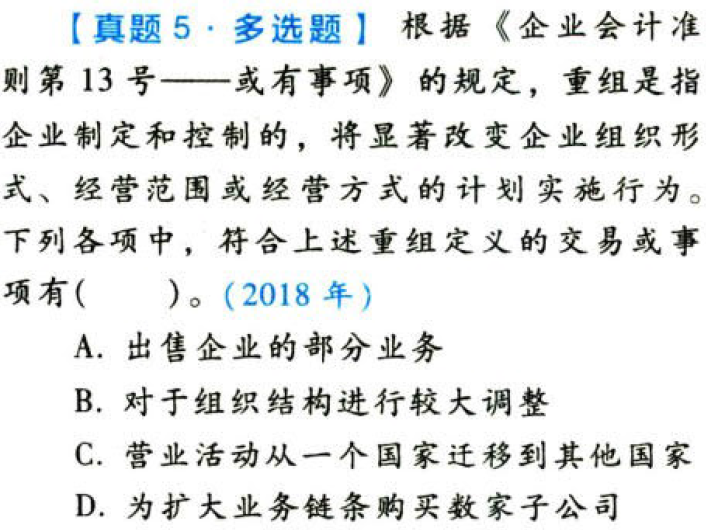 【真题 5 · 多选题】 根据《企业会计准
则第 13 号——或有事项》的规定，重组是指
企业制定和控制的，将显著改变企业组织形
式、经营范围或经营方式的计划实施行为。
下列各项中，符合上述重组定义的交易或事
项有(　　)。(2018 年)
A. 出售企业的部分业务
B. 对于组织结构进行较大调整
C. 营业活动从一个国家迁移到其他国家
D. 为扩大业务链条购买数家子公司